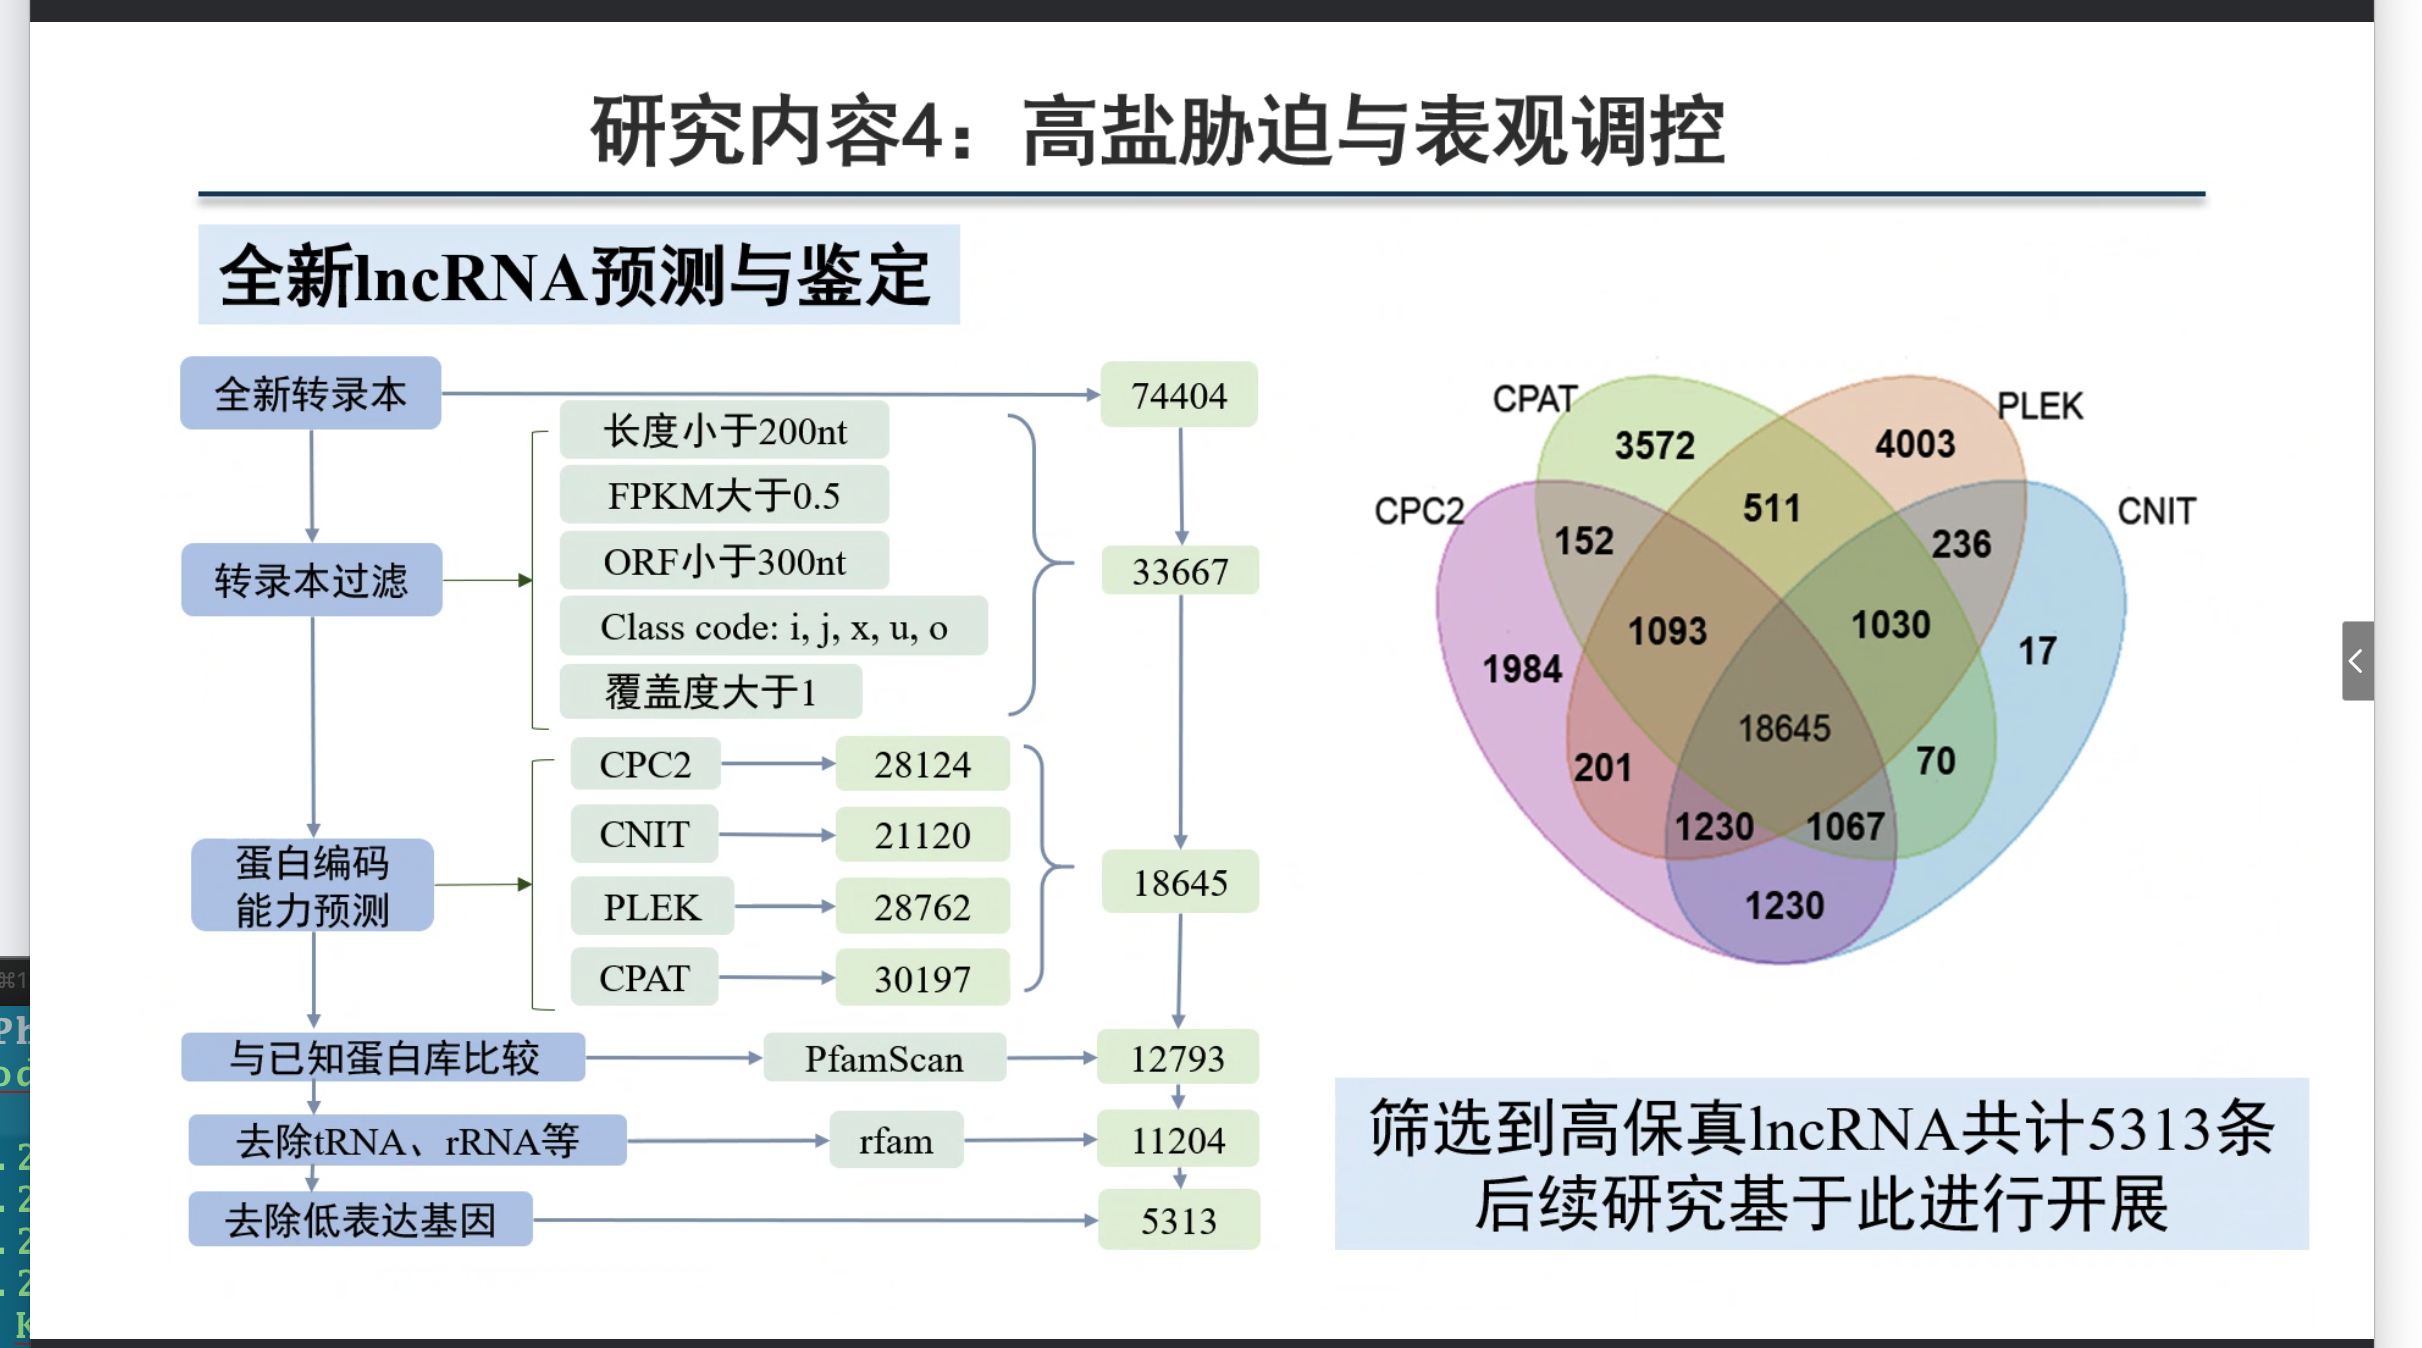 研究内容4：高盐胁迫与表观调控
全新lncRNA预测与鉴定
全新转录本
74404
长度小于200nt
FPKM大于0.5
ORF小于300nt
Class code: i, j, x, u, o
覆盖度大于1
转录本过滤
33667
CPC2
28124
CNIT
21120
PLEK
28762
CPAT
30197
蛋白编码
能力预测
18645
与已知蛋白库比较
PfamScan
12793
去除tRNA、rRNA等
rfam
11204
去除低表达基因
5313
CPAT
PLEK
CPC2
CNIT
3572
4003
511
152
236
1093
1030
1984
17
18645
201
70
1230
1067
1230
筛选到高保真lncRNA共计5313条
后续研究基于此进行开展
⌘1